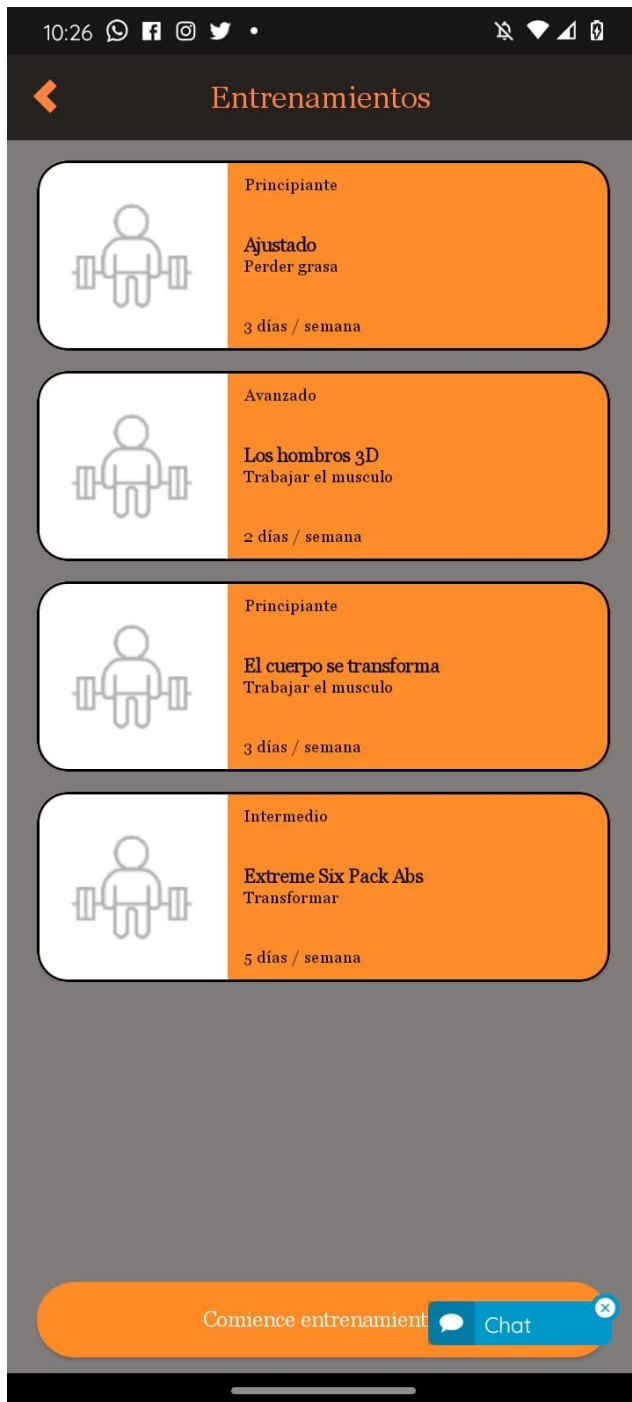 10:26
Entrenamientos
Principiante
Ajustado
Perder grasa
3 días / semana
Avanzado
Los hombros 3D
Trabajar el musculo
2 días / semana
Principiante
El cuerpo se transforma
Trabajar el musculo
3 días / semana
Intermedio
Extreme Six Pack Abs
Transformar
5 días / semana
Comience entrenamient
Chat